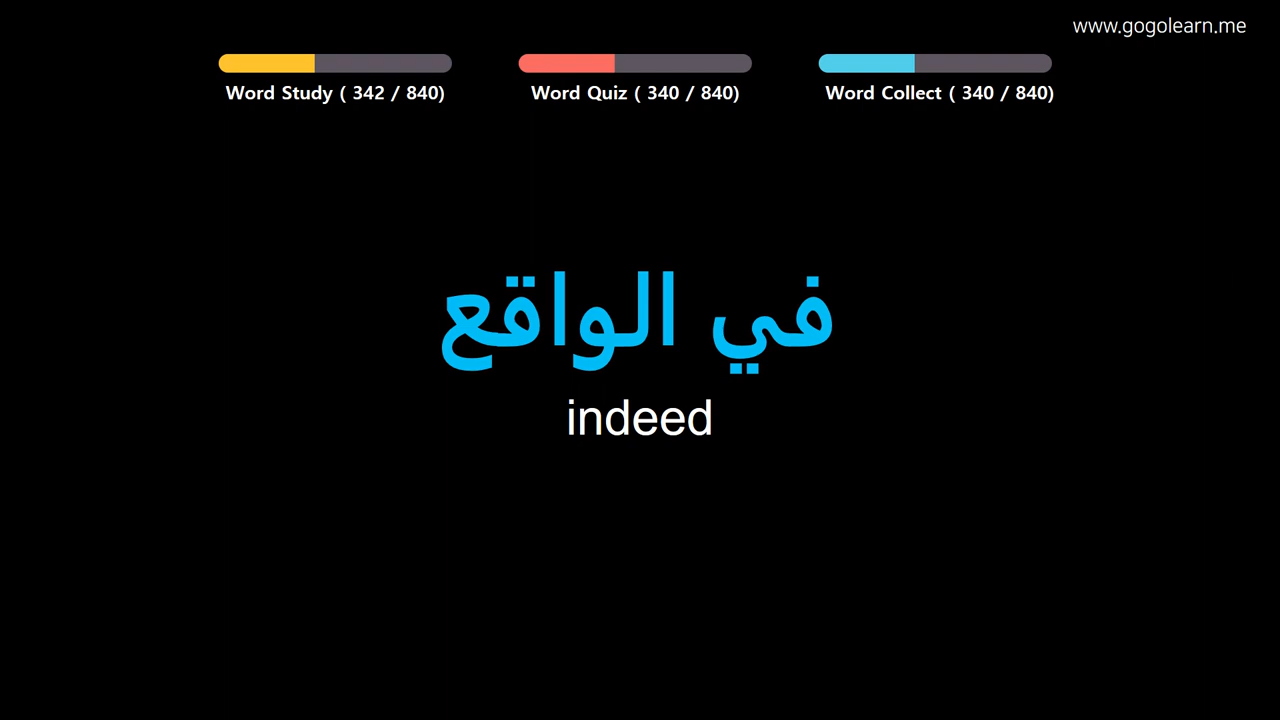 www.gogolearn.me
Word Study ( 342 / 840)
Word Quiz ( 340 / 840)
Word Collect ( 340 / 840)
في الواقع
indeed